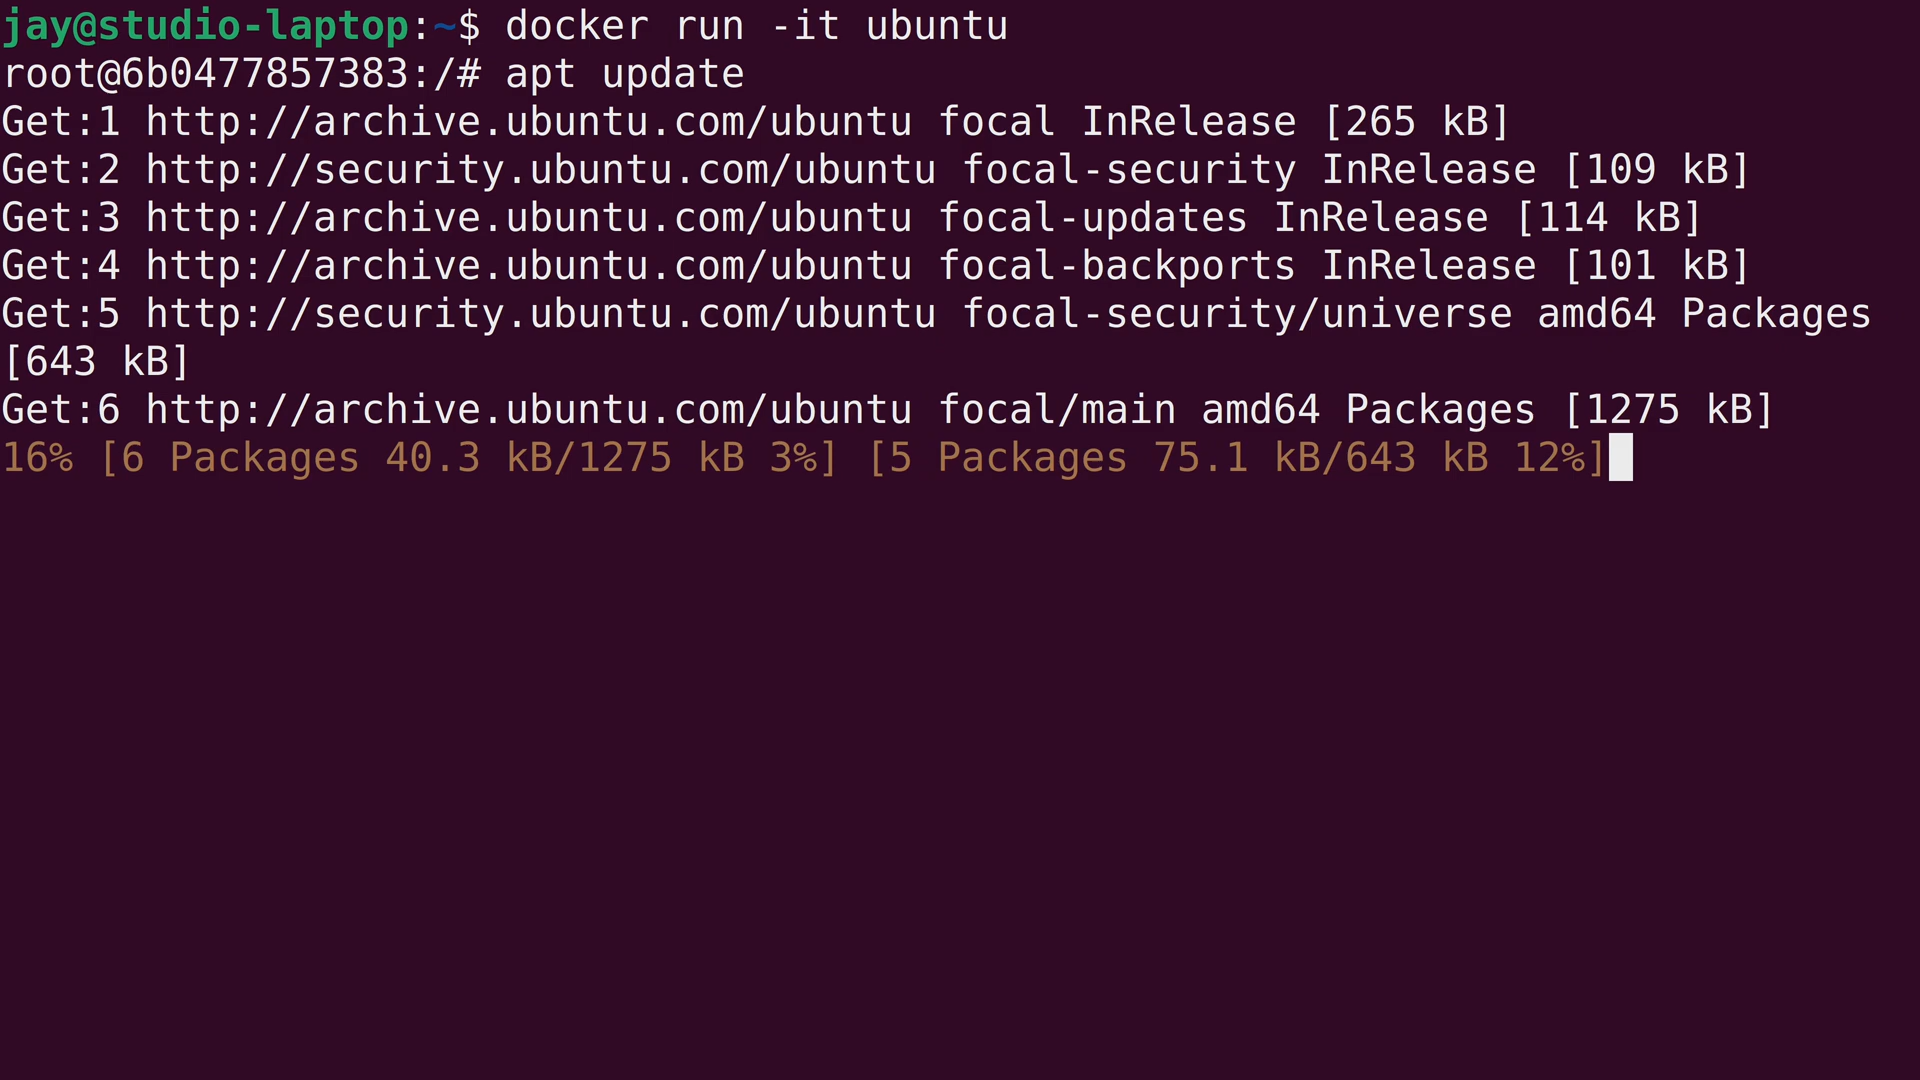 jay@studio-laptop:~$ docker run -it ubuntu
root@6b0477857383:/# apt update
Get:1 http://archive.ubuntu.com/ubuntu focal InRelease [265 kB]
Get:2 http://security.ubuntu.com/ubuntu focal-security InRelease [109 kB]
Get:3 http://archive.ubuntu.com/ubuntu focal-updates InRelease [114 kB]
Get:4 http://archive.ubuntu.com/ubuntu focal-backports InRelease [101 kB]
Get:5 http://security.ubuntu.com/ubuntu focal-security/universe amd64 Packages
[643 kB]
Get:6 http://archive.ubuntu.com/ubuntu focal/main amd64 Packages [1275 kB]
16% [6 Packages 40.3 kB/1275 kB 3%] [5 Packages 75.1 kB/643 kB 12%]